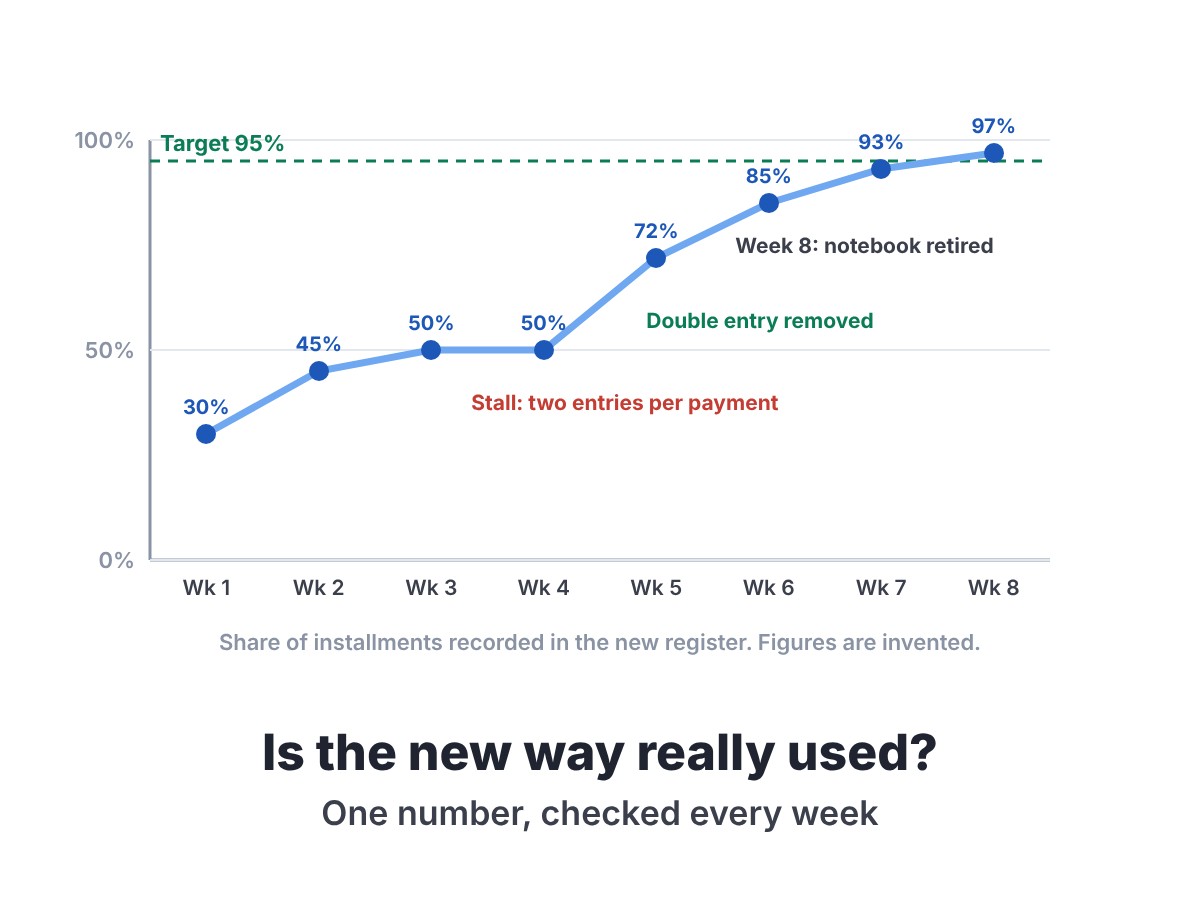 97%
100%
Target 95%
93%
85%
72%
Week 8: notebook retired
50%
50%
Double entry removed
45%
50%
Stall: two entries per payment
30%
0%
Wk 1 Wk 2 Wk 3 Wk 4 Wk 5 Wk 6 Wk 7 Wk 8
Share of installments recorded in the new register. Figures are invented.
Is the new way really used?
One number, checked every week